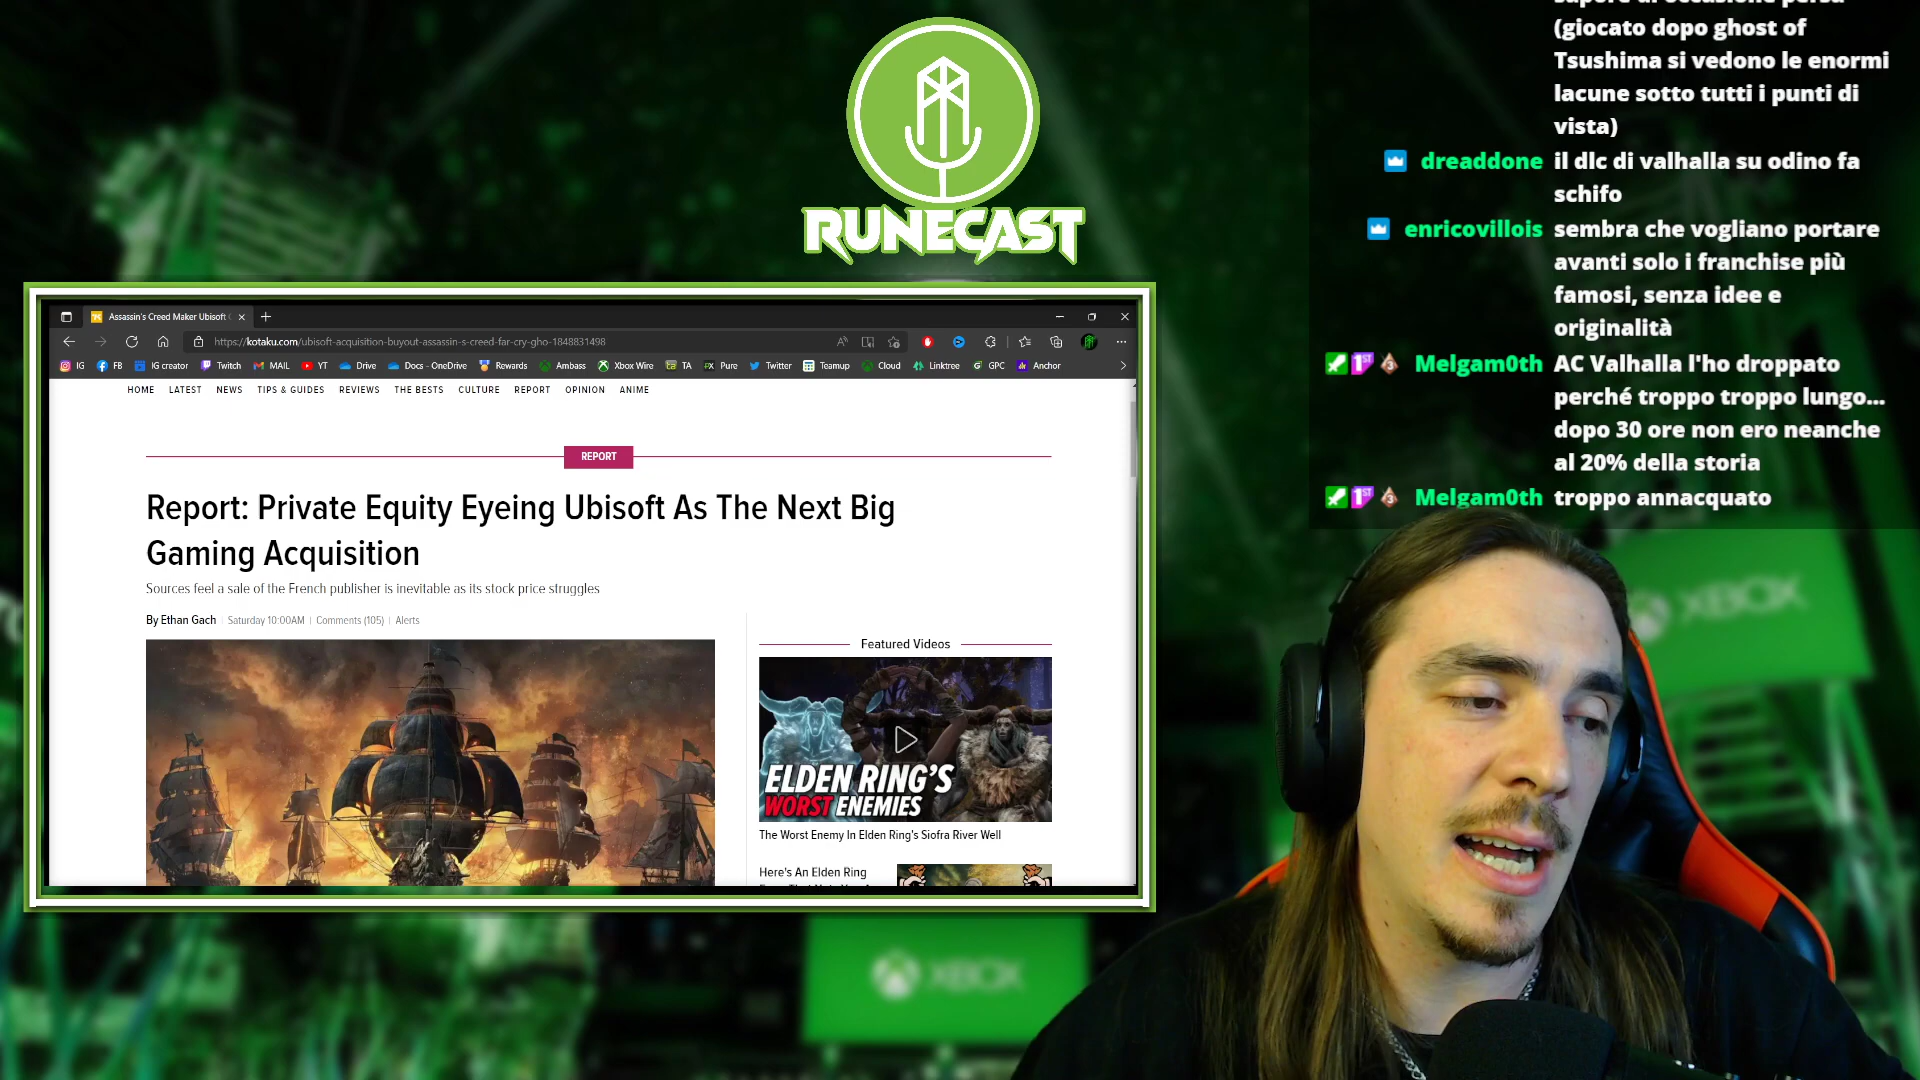 RUNECAST
Assassin's Creed Maker Ubisoft
https://kotaku.com/ubisoft-acquisition-buyout-assassin-s-creed-far-cry-gho-1848831498
IG FB IG creator Twitch MAIL YT Drive Docs - OneDrive Rewards Ambass Xbox Wire TA Pure Twitter Teamup Cloud Linktree GPC Anchor
HOME LATEST NEWS TIPS & GUIDES REVIEWS THE BESTS CULTURE REPORT OPINION ANIME
REPORT
Report: Private Equity Eyeing Ubisoft As The Next Big
Gaming Acquisition
Sources feel a sale of the French publisher is inevitable as its stock price struggles
By Ethan Gach Saturday 10:00AM Comments (105) Alerts
Featured Videos
ELDEN RING'S
WORST ENEMIES
The Worst Enemy In Elden Ring's Siofra River Well
Here's An Elden Ring
(giocato dopo ghost of
Tsushima si vedono le enormi
lacune sotto tutti i punti di
vista)
dreaddone il dlc di valhalla su odino fa
schifo
enricovillois sembra che vogliano portare
avanti solo i franchise più
famosi, senza idee e
originalità
1ST 3 Melgam0th AC Valhalla l'ho droppato
perché troppo troppo lungo...
dopo 30 ore non ero neanche
al 20% della storia
1ST 3 Melgam0th troppo annacquato
XBOX
XBOX